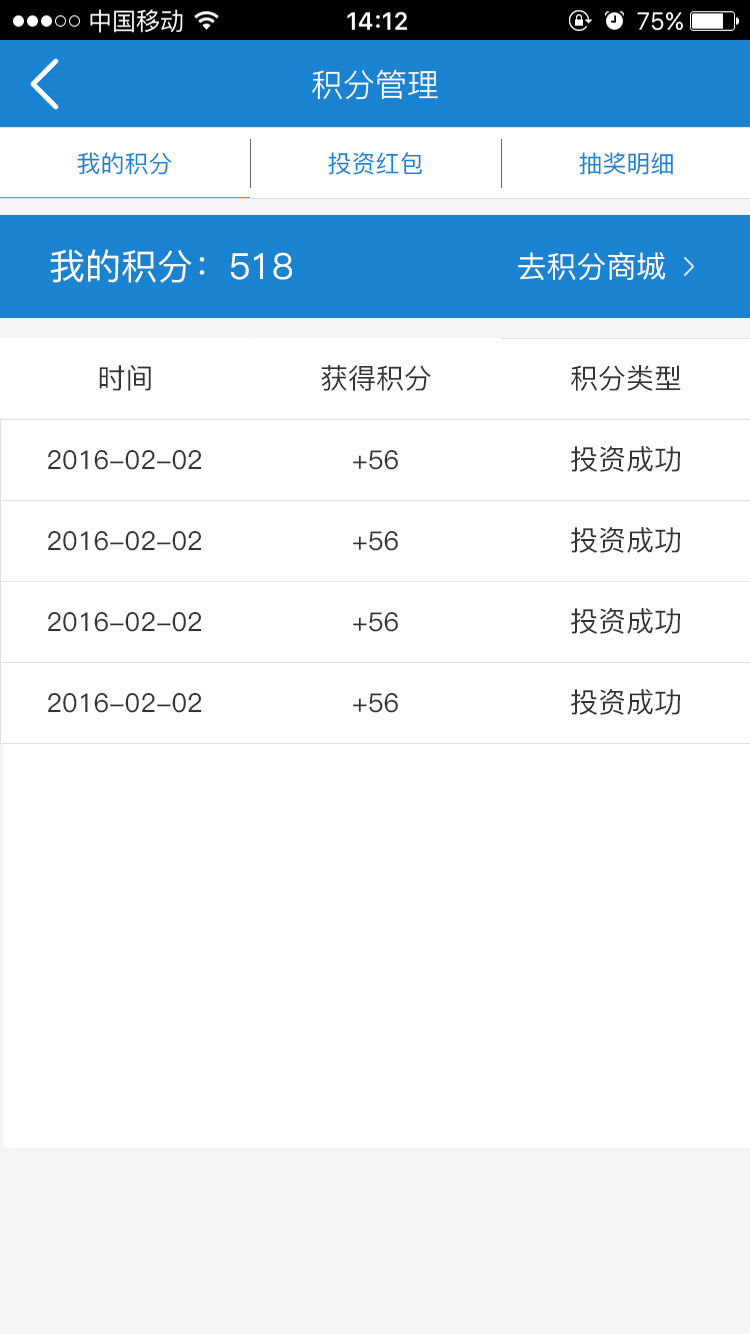 中国移动 14:12 75%
积分管理
我的积分 投资红包 抽奖明细
我的积分：518 去积分商城
时间 获得积分 积分类型
2016-02-02 +56 投资成功
2016-02-02 +56 投资成功
2016-02-02 +56 投资成功
2016-02-02 +56 投资成功